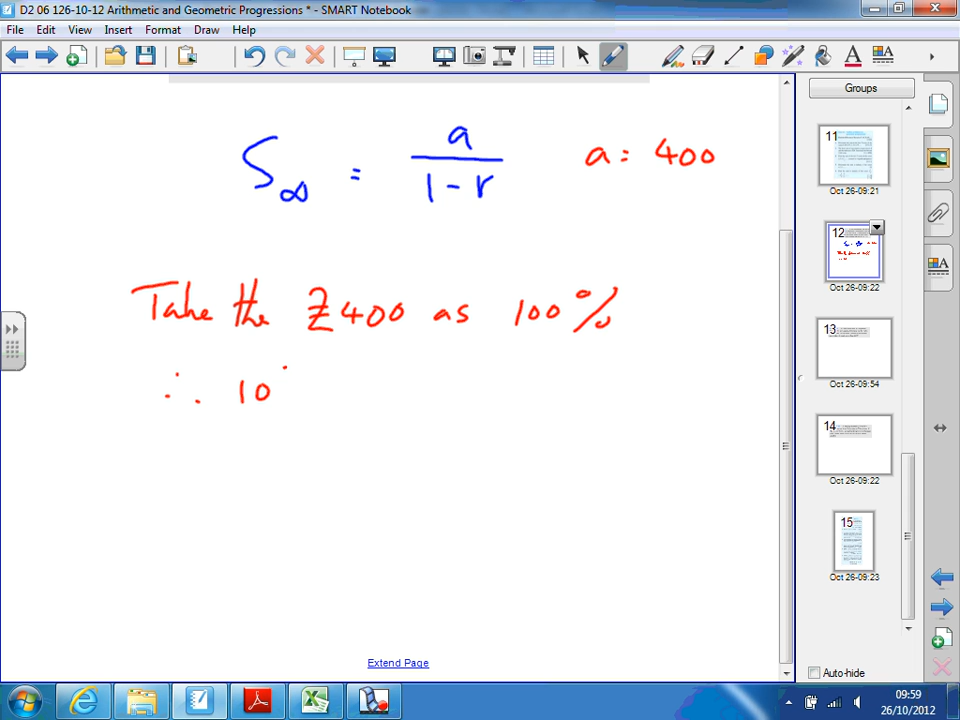 D2 06 126-10-12 Arithmetic and Geometric Progressions * - SMART Notebook
File Edit View Insert Format Draw Help
Groups
S∞ = a / 1 - r   a = 400
Take the Ƶ400 as 100%
∴ 10
Extend Page
11
Oct 26-09:21
12
Oct 26-09:22
13
Oct 26-09:54
14
Oct 26-09:22
15
Oct 26-09:23
Auto-hide
09:59
26/10/2012